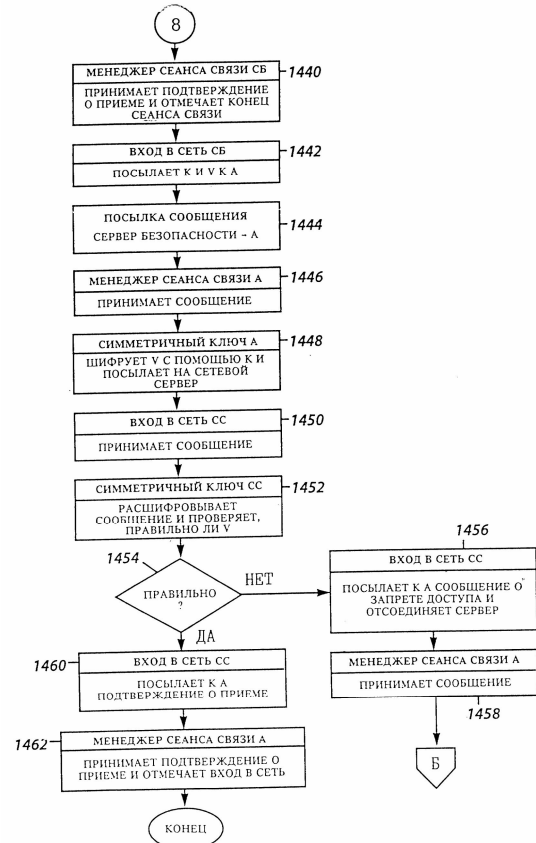 8
МЕНЕДЖЕР СЕАНСА СВЯЗИ СБ
1440
ПРИНИМАЕТ ПОДТВЕРЖДЕНИЕ
О ПРИЕМЕ И ОТМЕЧАЕТ КОНЕЦ
СЕАНСА СВЯЗИ
ВХОД В СЕТЬ СБ
1442
ПОСЫЛАЕТ K И V К А
ПОСЫЛКА СООБЩЕНИЯ
1444
СЕРВЕР БЕЗОПАСНОСТИ - А
МЕНЕДЖЕР СЕАНСА СВЯЗИ А
1446
ПРИНИМАЕТ СООБЩЕНИЕ
СИММЕТРИЧНЫЙ КЛЮЧ А
1448
ШИФРУЕТ V С ПОМОЩЬЮ K И
ПОСЫЛАЕТ НА СЕТЕВОЙ
СЕРВЕР
ВХОД В СЕТЬ СС
1450
ПРИНИМАЕТ СООБЩЕНИЕ
СИММЕТРИЧНЫЙ КЛЮЧ СС
1452
РАСШИФРОВЫВАЕТ
СООБЩЕНИЕ И ПРОВЕРЯЕТ,
ПРАВИЛЬНО ЛИ V
1454
ПРАВИЛЬНО
?
НЕТ
ДА
1456
ВХОД В СЕТЬ СС
ПОСЫЛАЕТ К А СООБЩЕНИЕ О
ЗАПРЕТЕ ДОСТУПА И
ОТСОЕДИНЯЕТ СЕРВЕР
МЕНЕДЖЕР СЕАНСА СВЯЗИ А
ПРИНИМАЕТ СООБЩЕНИЕ
1458
Б
1460
ВХОД В СЕТЬ СС
ПОСЫЛАЕТ К А
ПОДТВЕРЖДЕНИЕ О ПРИЕМЕ
1462
МЕНЕДЖЕР СЕАНСА СВЯЗИ А
ПРИНИМАЕТ ПОДТВЕРЖДЕНИЕ О
ПРИЕМЕ И ОТМЕЧАЕТ ВХОД В СЕТЬ
КОНЕЦ